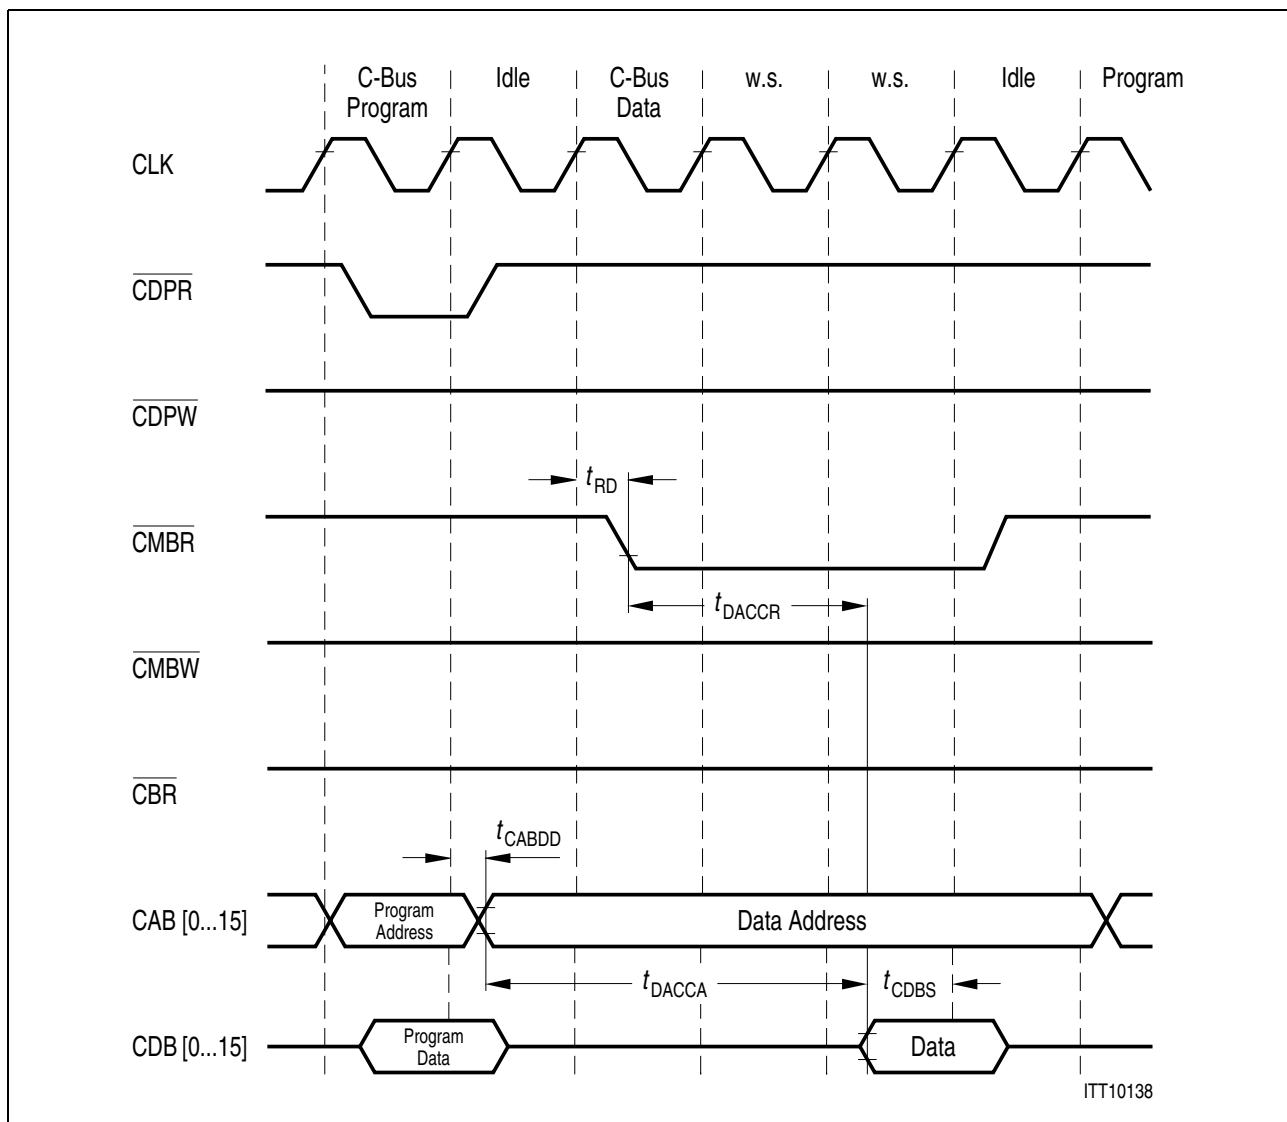 C-Bus Program
Idle
C-Bus Data
w.s.
w.s.
Idle
Program
CLK
CDPR
CDPW
tRD
CMBR
tDACCR
CMBW
CBR
tCABDD
CAB [0...15]
Program Address
Data Address
tDACCA
tCDBS
CDB [0...15]
Program Data
Data
ITT10138